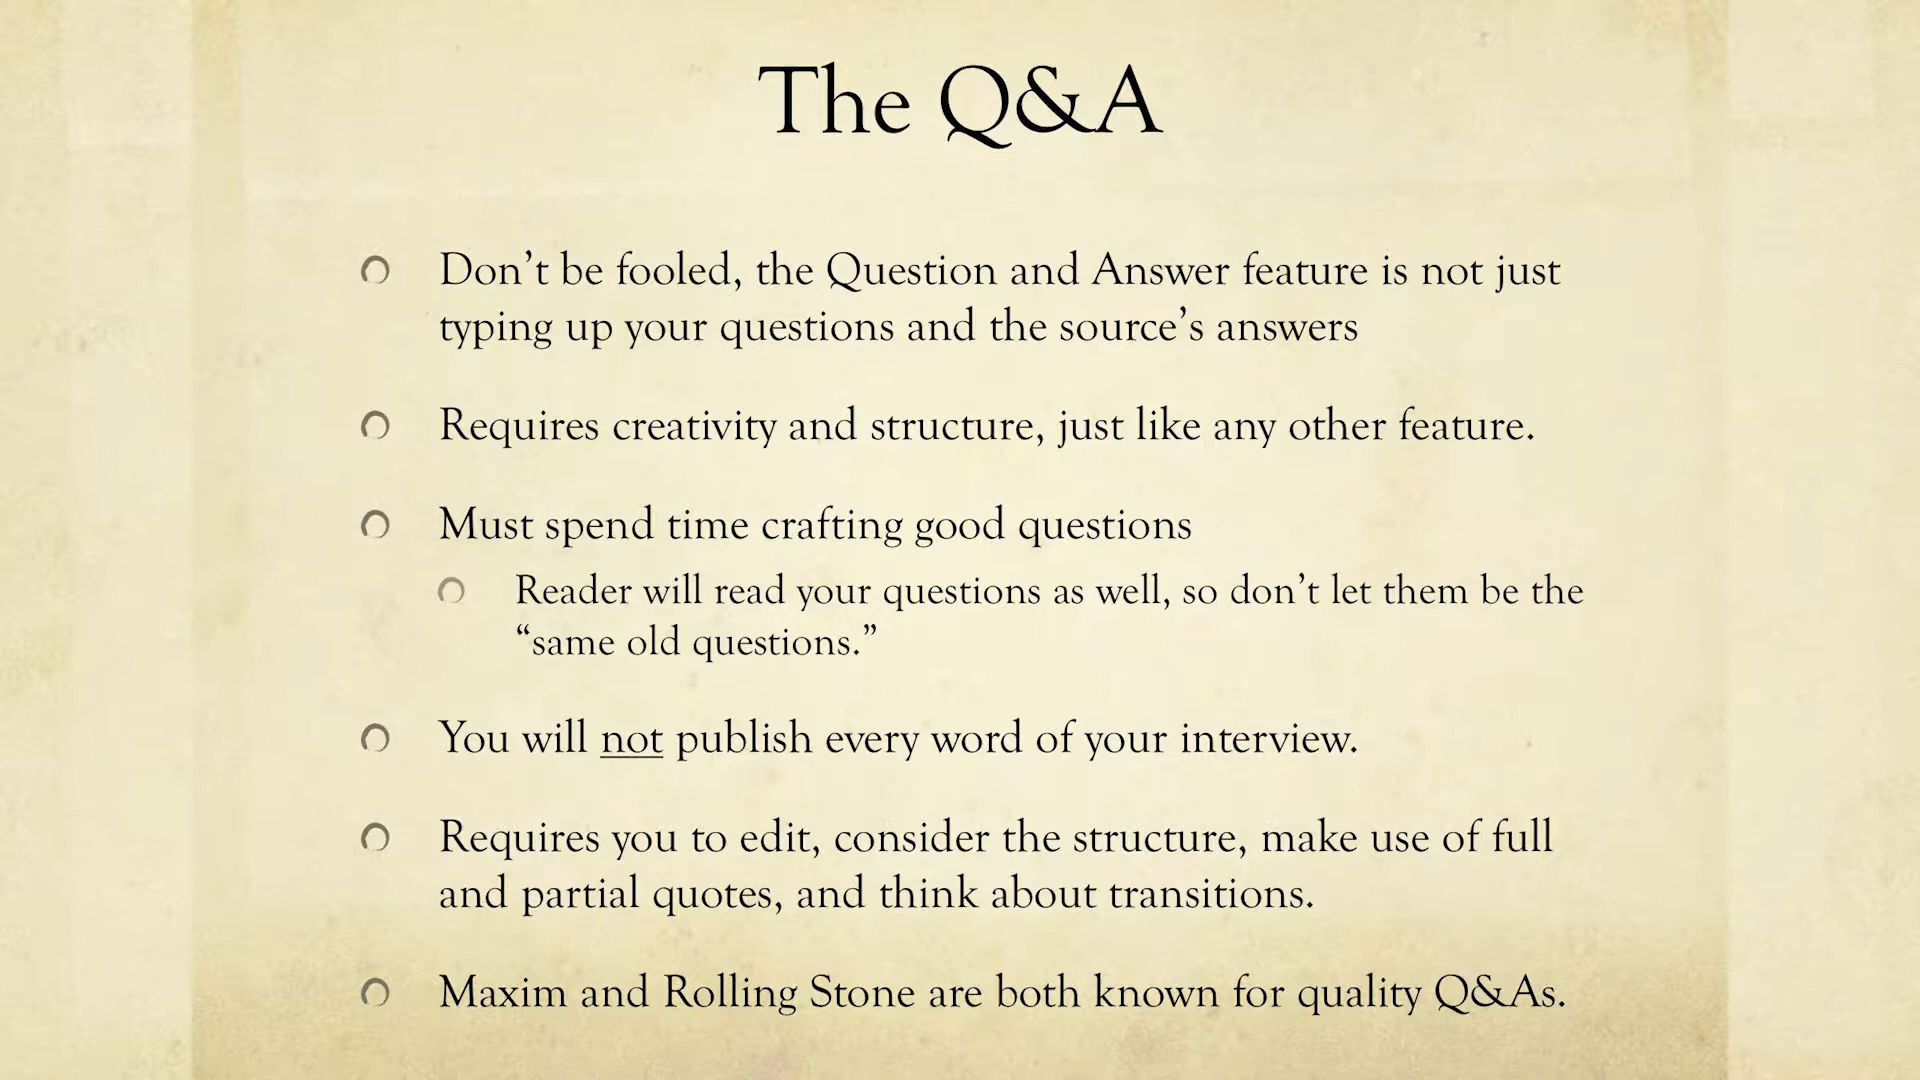 The Q&A
Don’t be fooled, the Question and Answer feature is not just
typing up your questions and the source’s answers
Requires creativity and structure, just like any other feature.
Must spend time crafting good questions
Reader will read your questions as well, so don’t let them be the
“same old questions.”
You will not publish every word of your interview.
Requires you to edit, consider the structure, make use of full
and partial quotes, and think about transitions.
Maxim and Rolling Stone are both known for quality Q&As.